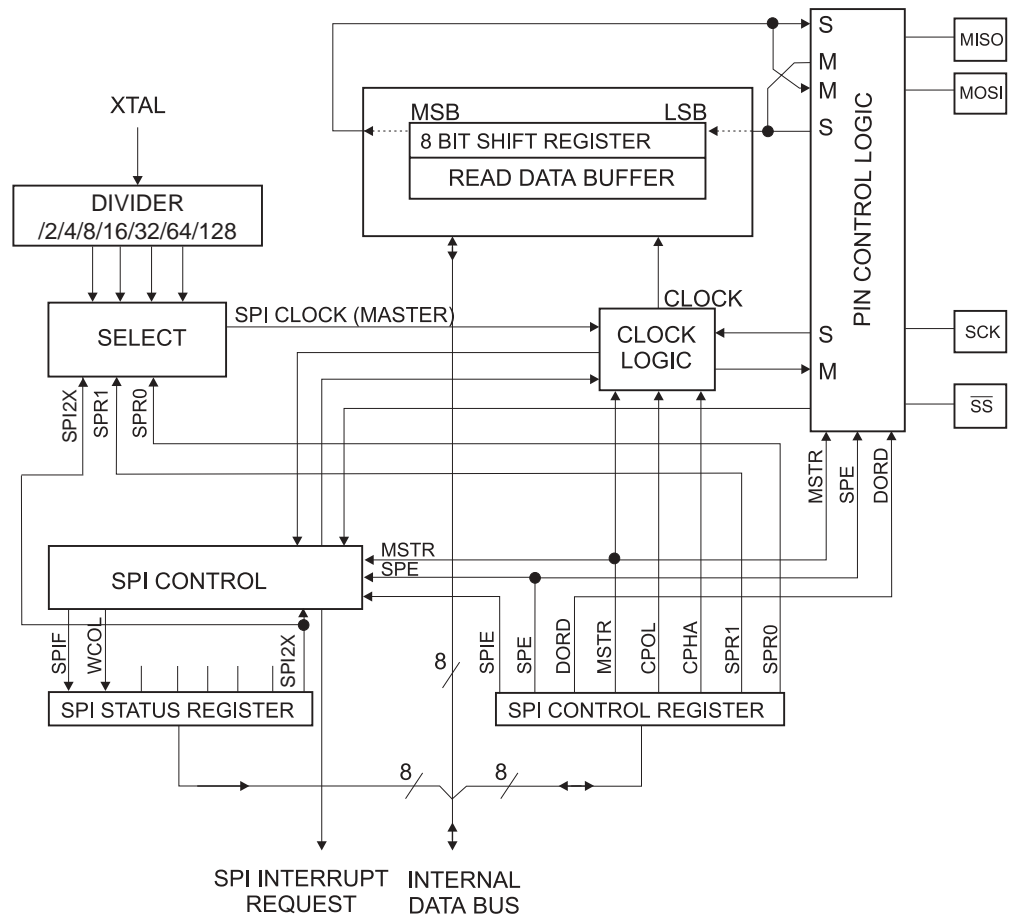 S
MISO
M
MOSI
M
S
PIN CONTROL LOGIC
XTAL
MSB
LSB
8 BIT SHIFT REGISTER
READ DATA BUFFER
DIVIDER
/2/4/8/16/32/64/128
SELECT
SPI CLOCK (MASTER)
CLOCK
CLOCK
LOGIC
S
M
SCK
SS
SPI2X
SPR1
SPR0
MSTR
SPE
DORD
SPI CONTROL
MSTR
SPE
SPIF
WCOL
SPI2X
8
SPIE
SPE
DORD
MSTR
CPOL
CPHA
SPR1
SPR0
SPI STATUS REGISTER
SPI CONTROL REGISTER
8
8
SPI INTERRUPT
REQUEST
INTERNAL
DATA BUS